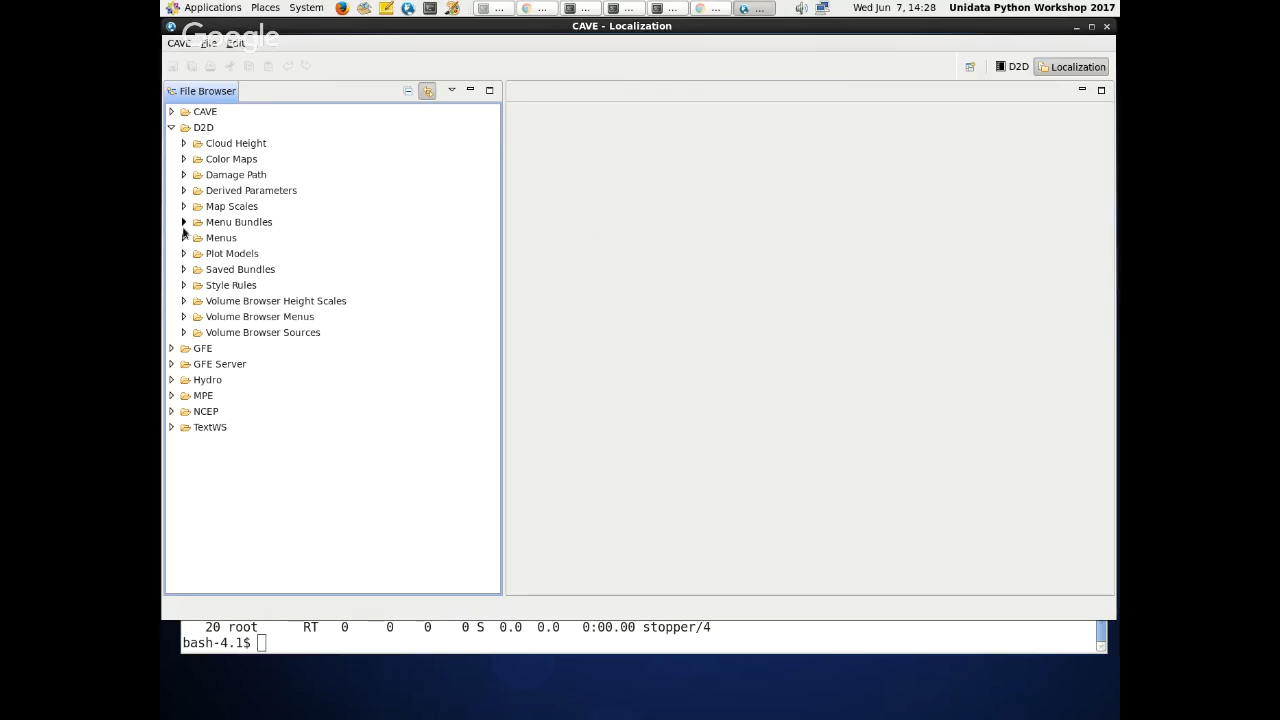 Applications Places System ... ... ... ... ... ... ... Wed Jun 7, 14:28 Unidata Python Workshop 2017
CAVE - Localization
Google
CAVE File Edit
D2D Localization
File Browser
CAVE
D2D
Cloud Height
Color Maps
Damage Path
Derived Parameters
Map Scales
Menu Bundles
Menus
Plot Models
Saved Bundles
Style Rules
Volume Browser Height Scales
Volume Browser Menus
Volume Browser Sources
GFE
GFE Server
Hydro
MPE
NCEP
TextWS
20 root RT 0 0 0 0 S 0.0 0.0 0:00.00 stopper/4
bash-4.1$